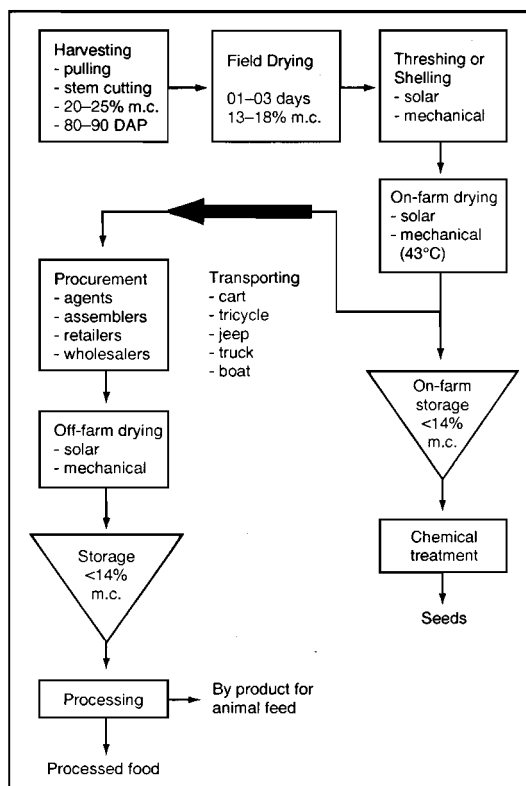 Harvesting
- pulling
- stem cutting
- 20–25% m.c.
- 80–90 DAP
Field Drying
01–03 days
13–18% m.c.
Threshing or
Shelling
- solar
- mechanical
On-farm drying
- solar
- mechanical
(43°C)
Procurement
- agents
- assemblers
- retailers
- wholesalers
Transporting
- cart
- tricycle
- jeep
- truck
- boat
On-farm
storage
<14%
m.c.
Off-farm drying
- solar
- mechanical
Chemical
treatment
Storage
<14%
m.c.
Seeds
Processing
By product for
animal feed
Processed food